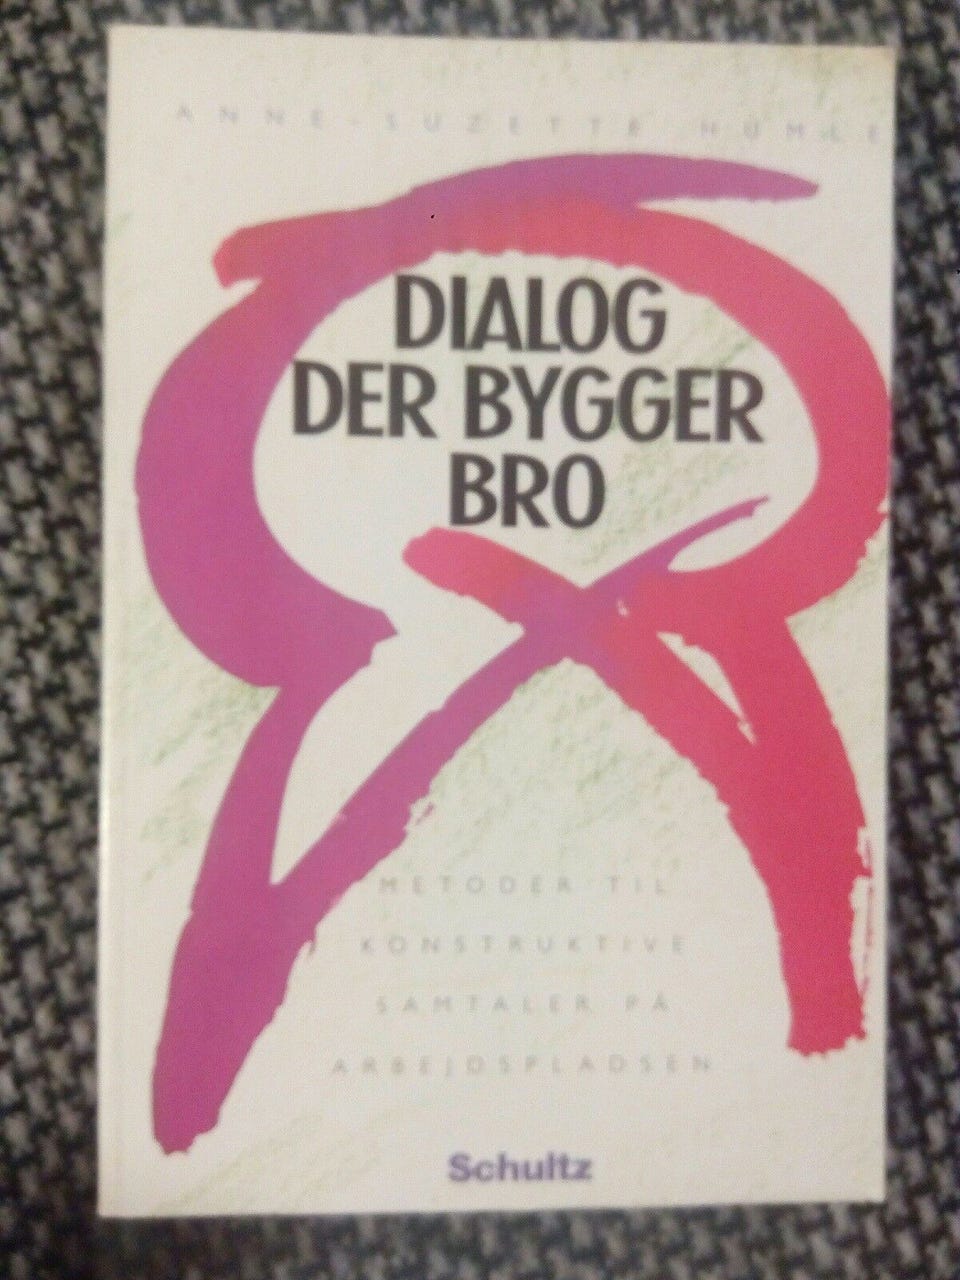 ANNE-SUZETTE HUMLE
DIALOG
DER BYGGER
BRO
METODER TIL
KONSTRUKTIVE
SAMTALER PÅ
ARBEJDSPLADSEN
Schultz